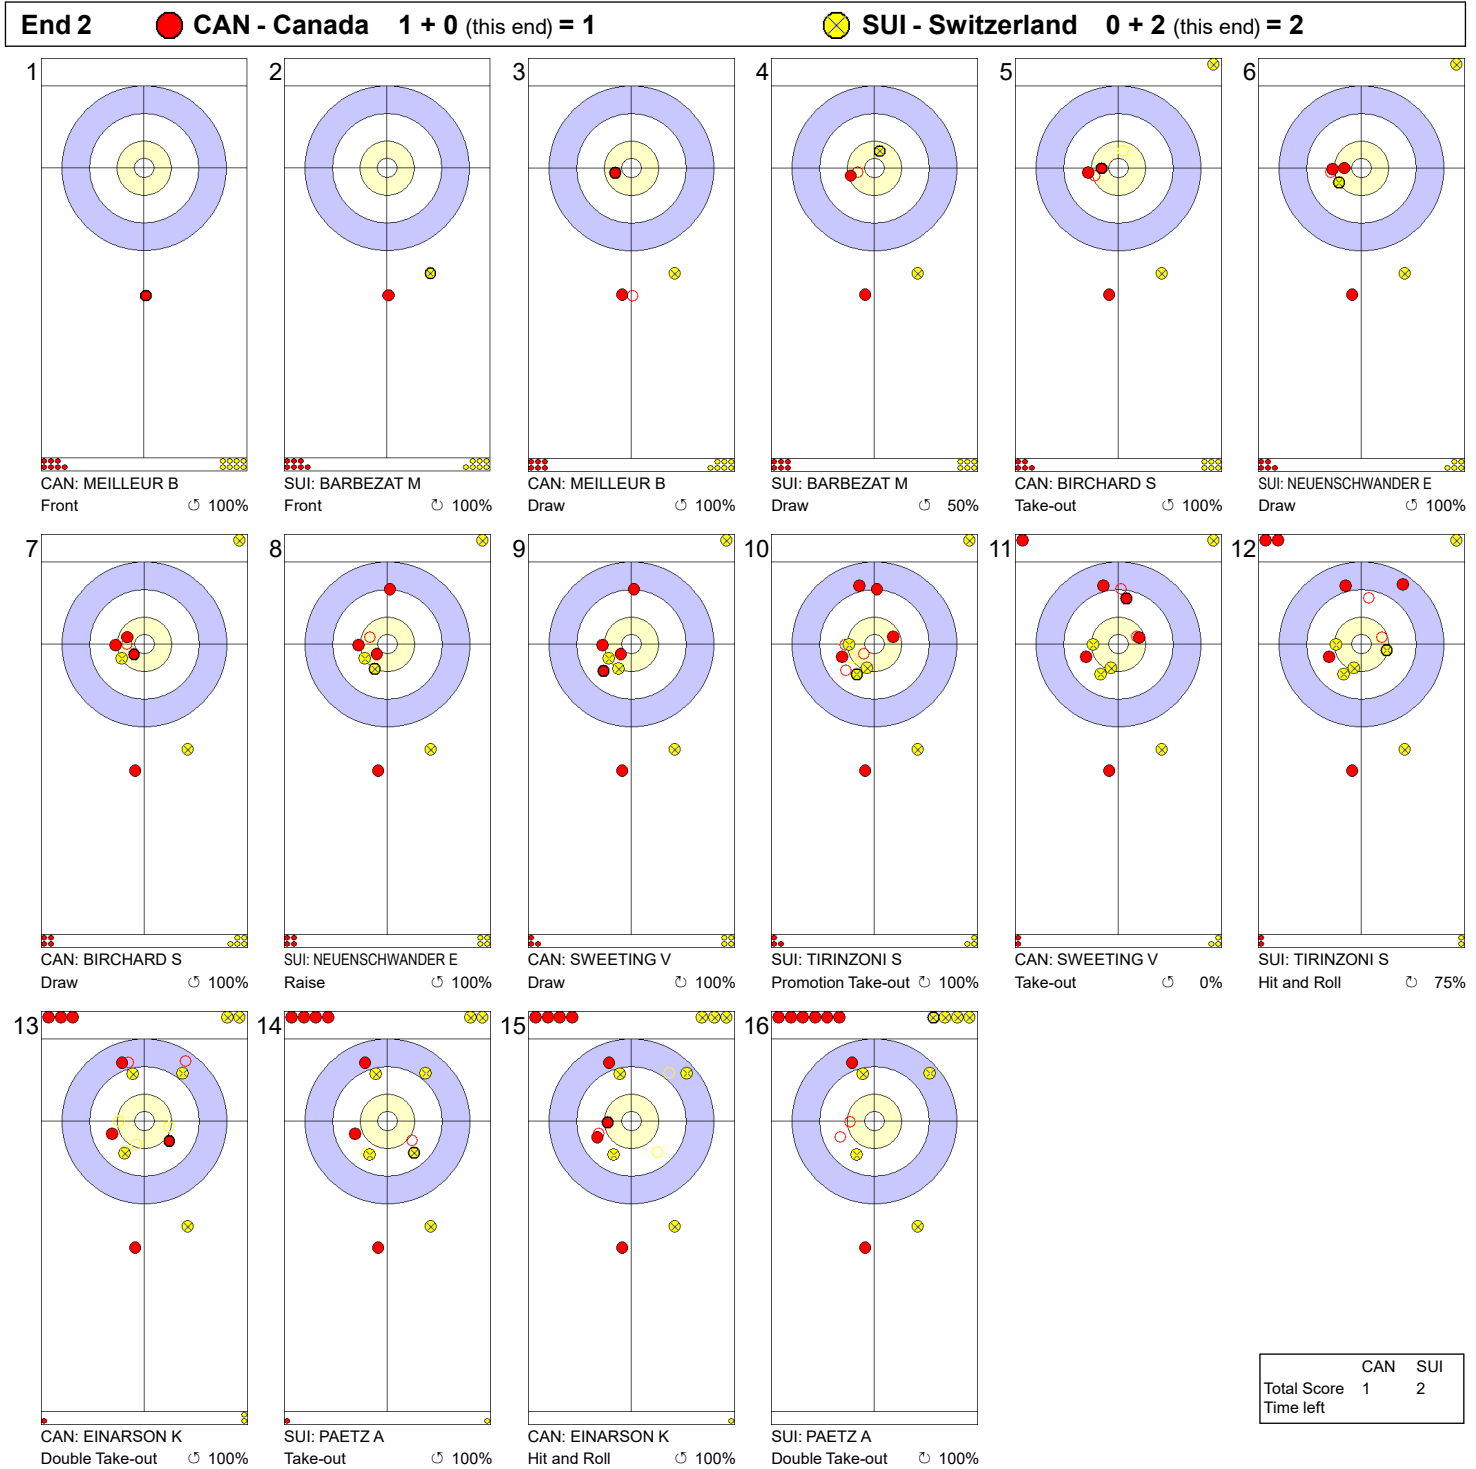 End 2 CAN - Canada 1 + 0 (this end) = 1 SUI - Switzerland 0 + 2 (this end) = 2
1 2 3 4 5 6
CAN: MEILLEUR B SUI: BARBEZAT M CAN: MEILLEUR B SUI: BARBEZAT M CAN: BIRCHARD S SUI: NEUENSCHWANDER E
Front ↺ 100% Front ↻ 100% Draw ↺ 100% Draw ↺ 50% Take-out ↺ 100% Draw ↺ 100%
7 8 9 10 11 12
CAN: BIRCHARD S SUI: NEUENSCHWANDER E CAN: SWEETING V SUI: TIRINZONI S CAN: SWEETING V SUI: TIRINZONI S
Draw ↺ 100% Raise ↻ 100% Draw ↻ 100% Promotion Take-out ↻ 100% Take-out ↺ 0% Hit and Roll ↻ 75%
13 14 15 16
CAN SUI
Total Score 1 2
Time left
CAN: EINARSON K SUI: PAETZ A CAN: EINARSON K SUI: PAETZ A
Double Take-out ↺ 100% Take-out ↺ 100% Hit and Roll ↺ 100% Double Take-out ↻ 100%